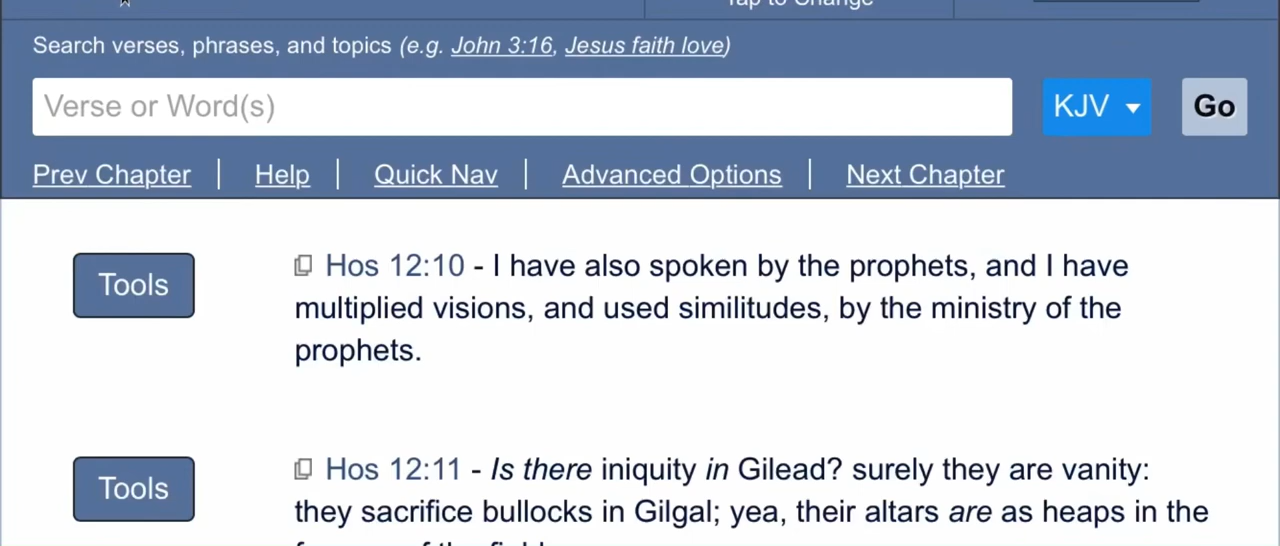 Tap to Change
Search verses, phrases, and topics (e.g. John 3:16, Jesus faith love)
Verse or Word(s)
KJV
Go
Prev Chapter
Help
Quick Nav
Advanced Options
Next Chapter
Tools
Hos 12:10 - I have also spoken by the prophets, and I have
multiplied visions, and used similitudes, by the ministry of the
prophets.
Tools
Hos 12:11 - Is there iniquity in Gilead? surely they are vanity:
they sacrifice bullocks in Gilgal; yea, their altars are as heaps in the